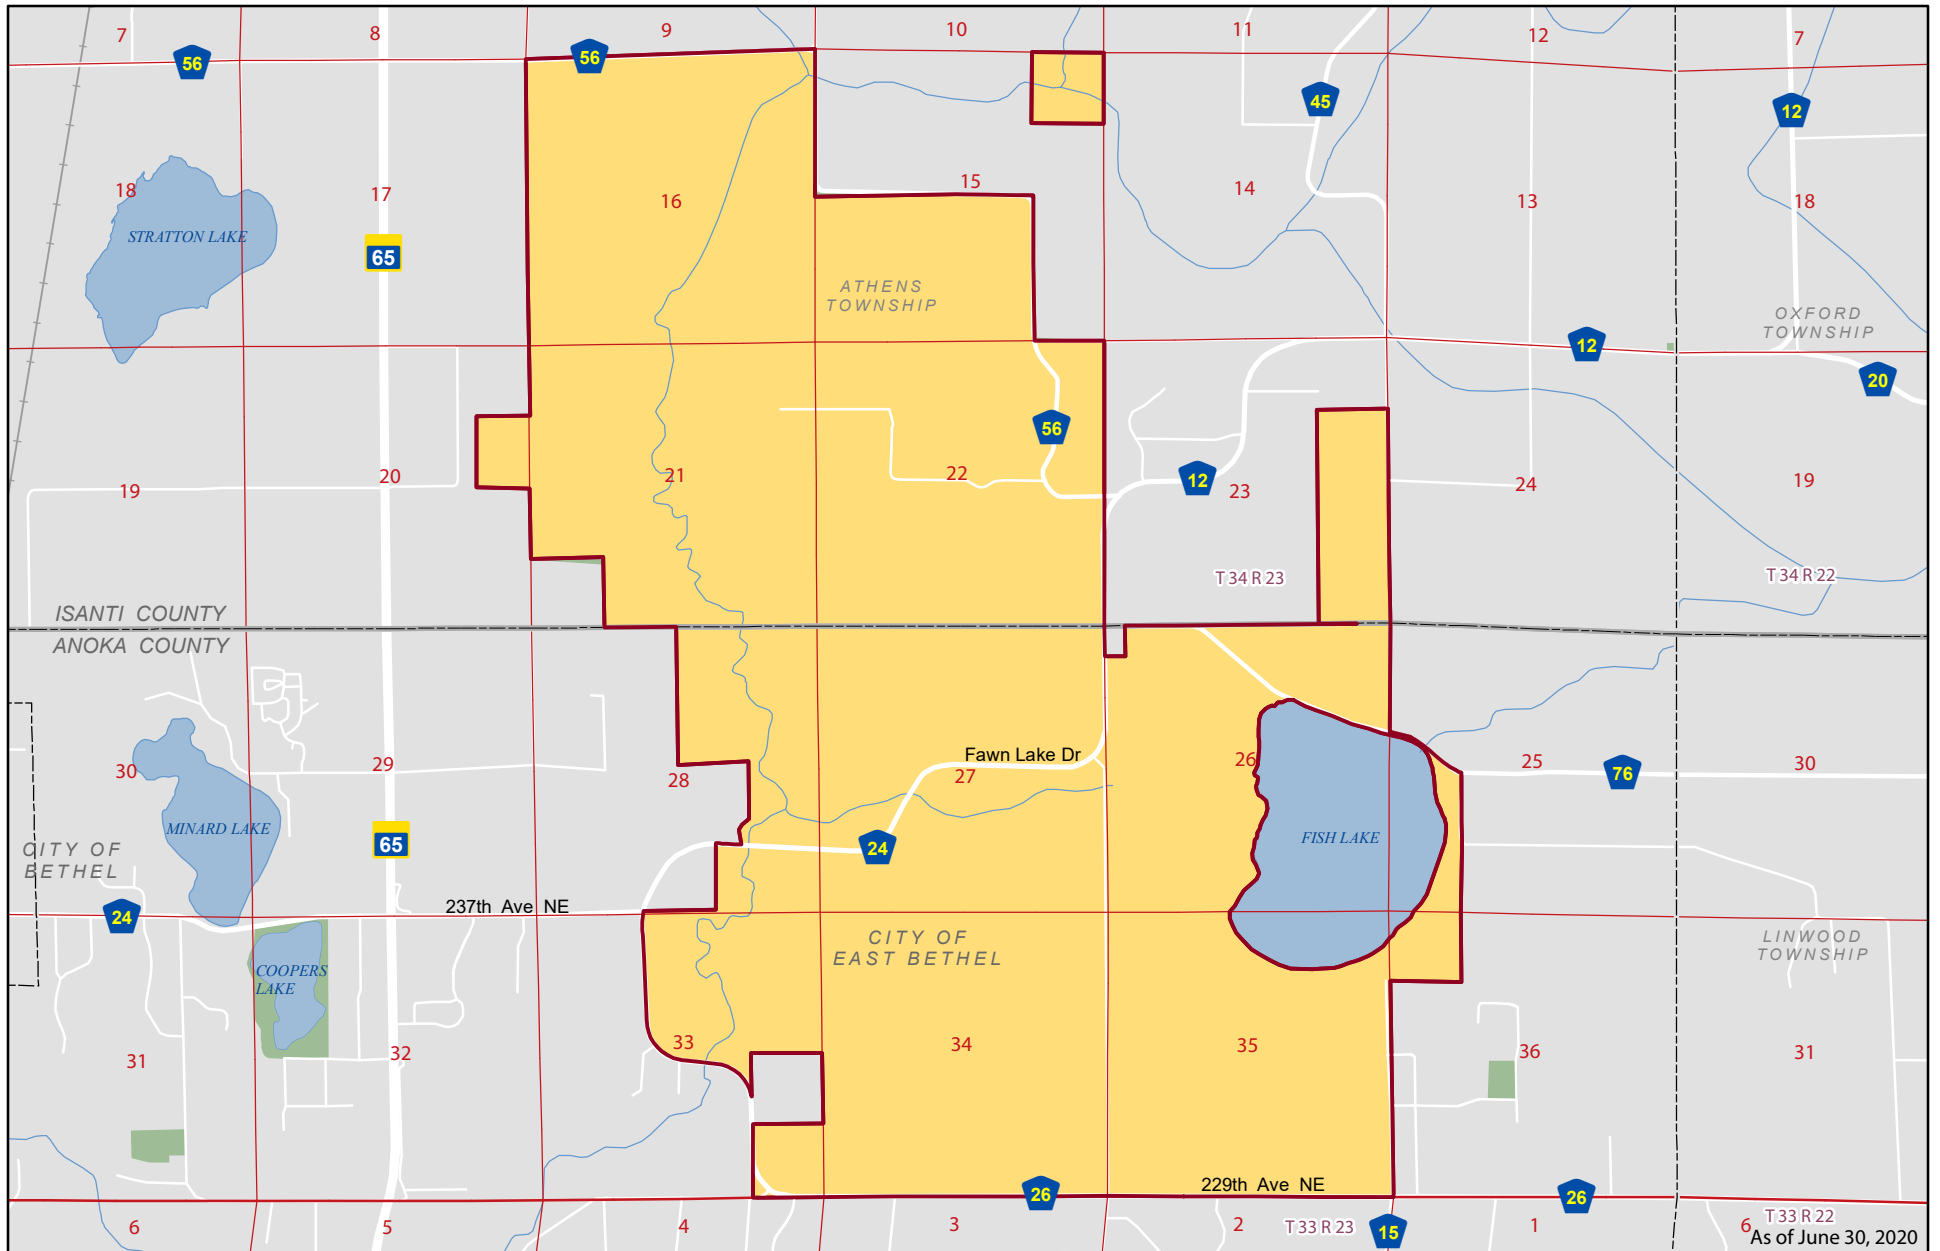 7
8
9
10
11
12
7
56
56
45
12
18
17
16
15
14
13
18
STRATTON LAKE
65
ATHENS
TOWNSHIP
OXFORD
TOWNSHIP
12
20
56
19
20
21
22
12
23
24
19
T 34 R 23
T 34 R 22
ISANTI COUNTY
ANOKA COUNTY
Fawn Lake Dr
30
29
28
27
26
25
76
30
MINARD LAKE
65
24
FISH LAKE
CITY OF
BETHEL
24
237th Ave NE
CITY OF
EAST BETHEL
LINWOOD
TOWNSHIP
COOPERS
LAKE
31
32
33
34
35
36
31
229th Ave NE
26
26
6
5
4
3
2
T 33 R 23
15
1
6
T 33 R 22
As of June 30, 2020